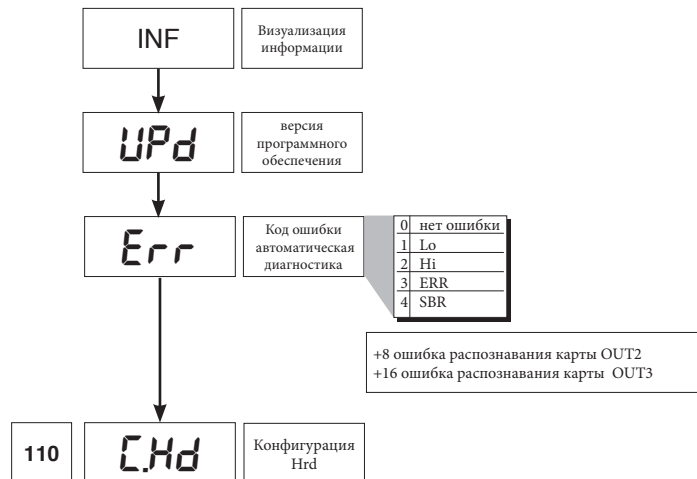 INF
Визуализация
информации
UPd
версия
программного
обеспечения
Err
Код ошибки
автоматическая
диагностика
0 нет ошибки
1 Lo
2 Hi
3 ERR
4 SBR
+8 ошибка распознавания карты OUT2
+16 ошибка распознавания карты OUT3
110
C.Hd
Конфигурация
Hrd